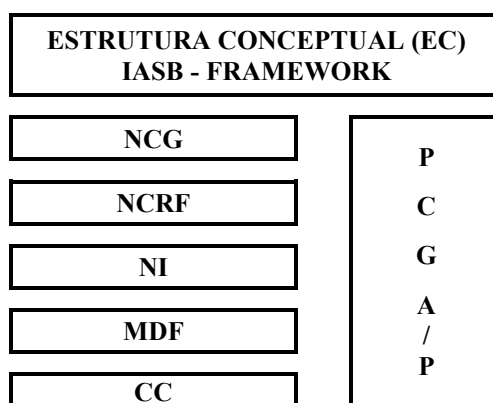 ESTRUTURA CONCEPTUAL (EC)
IASB - FRAMEWORK
NCG
NCRF
NI
MDF
CC
P
C
G
A
/
P